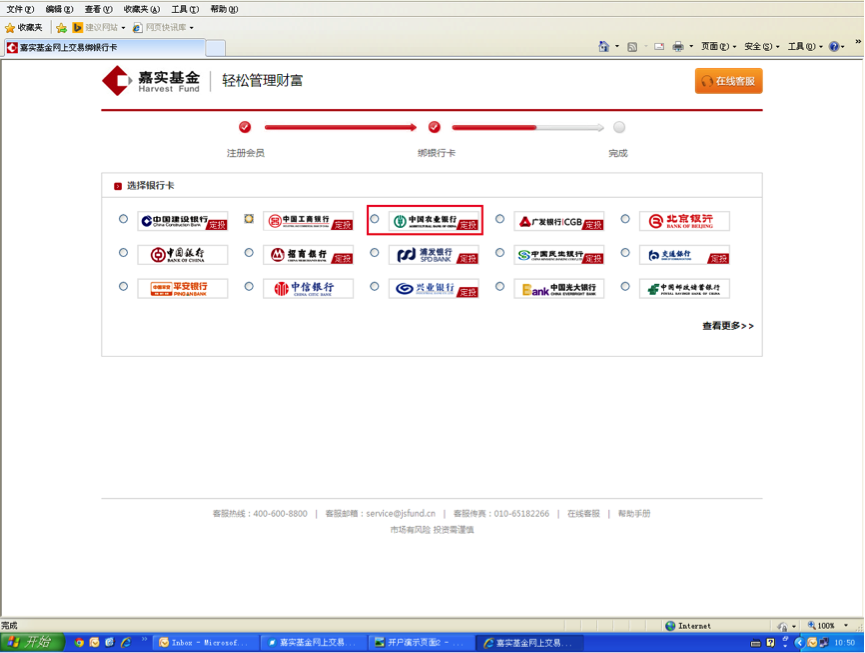 文件(F) 编辑(E) 查看(V) 收藏夹(A) 工具(T) 帮助(H)
收藏夹 建议网站 网页快讯库
嘉实基金网上交易绑银行卡 页面(P) 安全(S) 工具(O) »
嘉实基金 Harvest Fund 轻松管理财富 在线客服
注册会员 绑银行卡 完成
选择银行卡
中国建设银行 China Construction Bank 定投 中国工商银行 定投 中国农业银行 AGRICULTURAL BANK OF CHINA 定投 广发银行|CGB 定投 北京银行 BANK OF BEIJING
中国银行 BANK OF CHINA 招商银行 定投 浦发银行 SPD BANK 定投 中国民生银行 定投 交通银行 定投
平安银行 PING AN BANK 中信银行 CHINA CITIC BANK 兴业银行 定投 Bank 中国光大银行 CHINA EVERBRIGHT BANK 中国邮政储蓄银行 POSTAL SAVINGS BANK OF CHINA
查看更多>>
客服热线：400-600-8800 | 客服邮箱：service@jsfund.cn | 客服传真：010-65182266 | 在线客服 | 帮助手册
市场有风险 投资需谨慎
完成 Internet 100%
开始 » Inbox - Microsof... 嘉实基金网上交易... 开户演示页面2 - ... 嘉实基金网上交易... 10:50